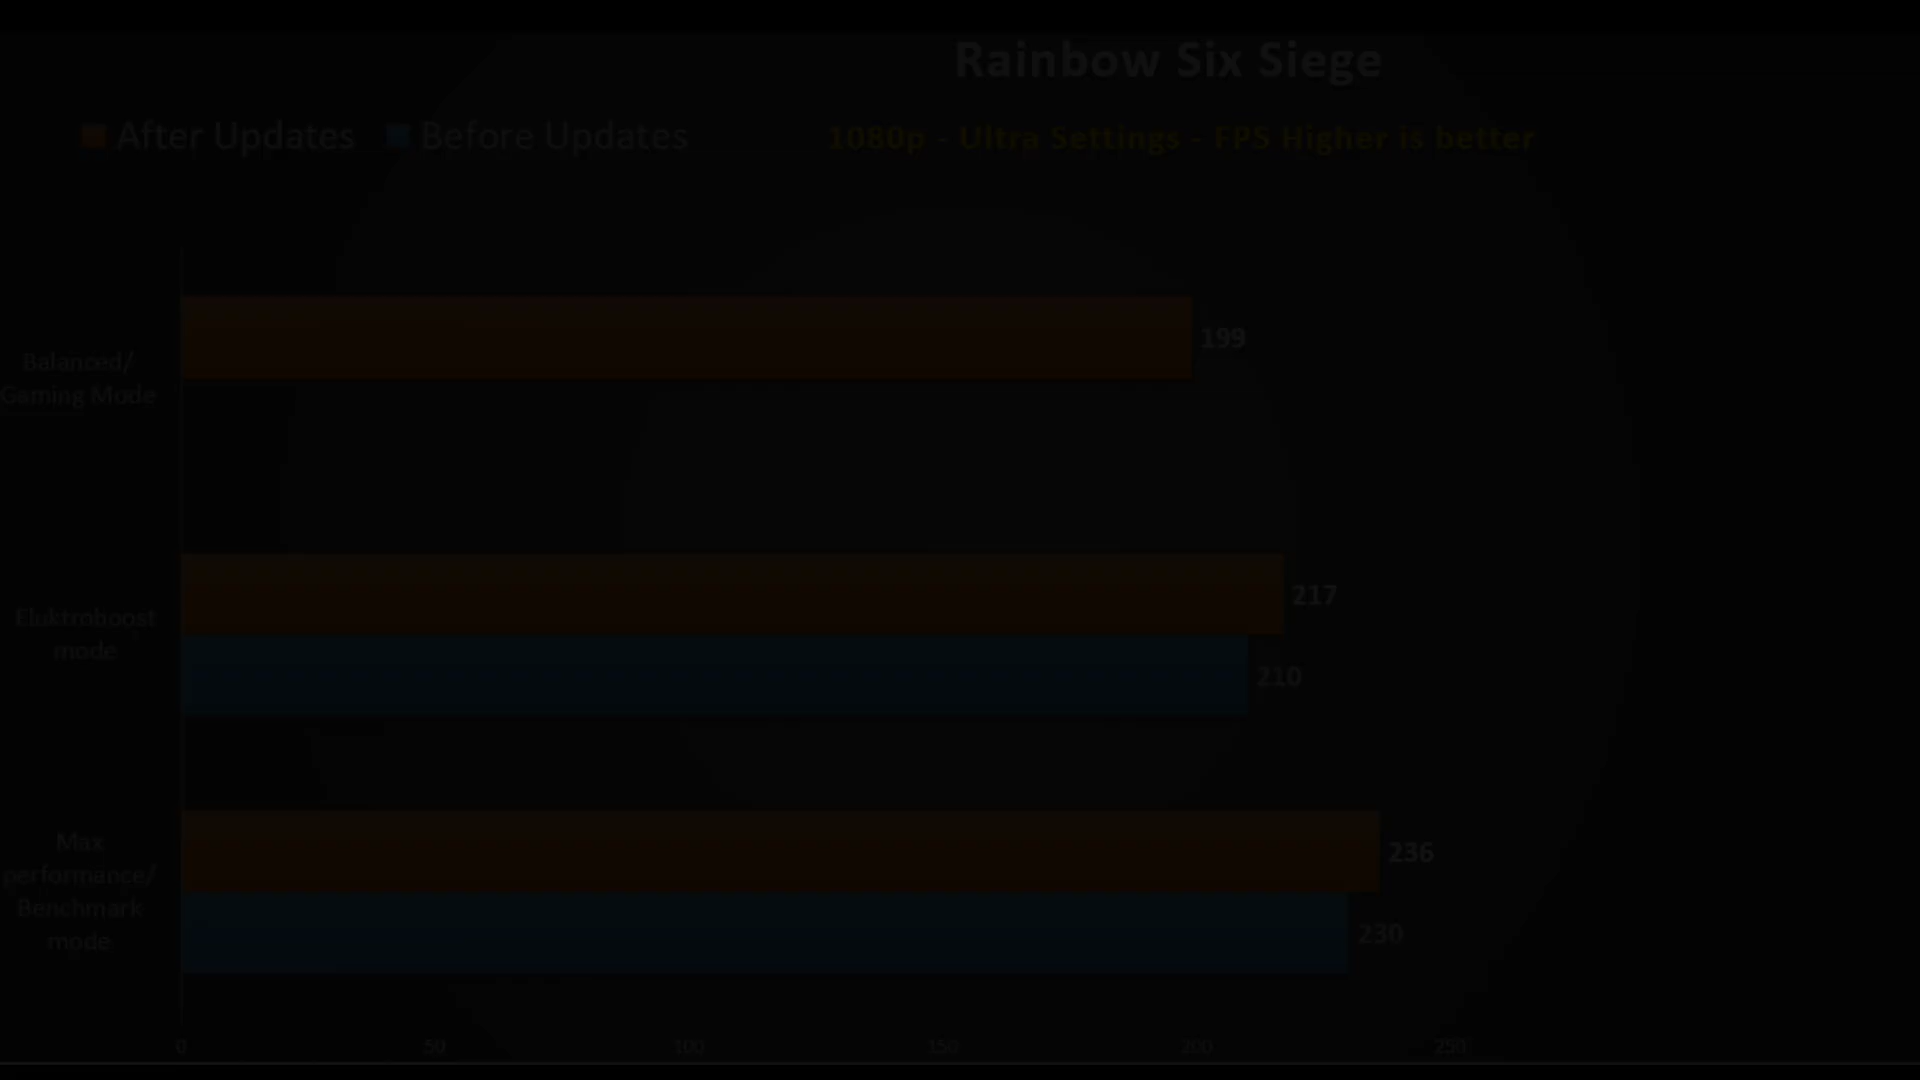 Rainbow Six Siege
After Updates Before Updates
1080p - Ultra Settings - FPS Higher is better
Balanced/
Gaming Mode
199
Eluktroboost
mode
217
210
Max
performance/
Benchmark
mode
236
230
0 50 100 150 200 250